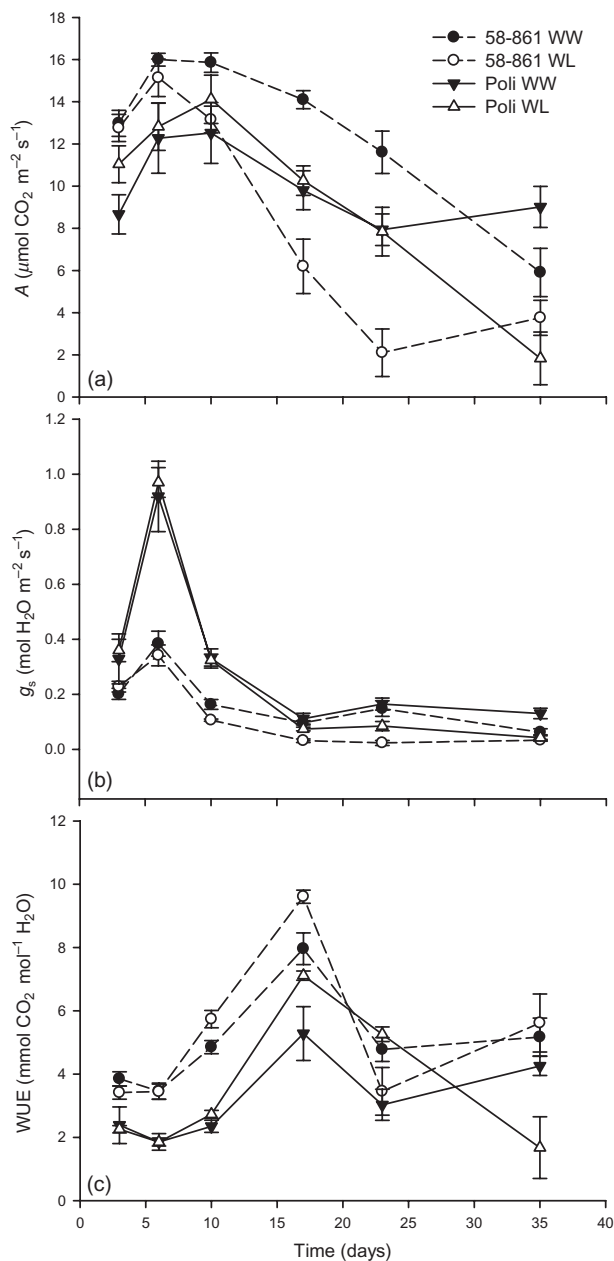 18
16
14
12
10
8
6
4
2
0
A (μmol CO₂ m⁻² s⁻¹)
58-861 WW
58-861 WL
Poli WW
Poli WL
(a)
1.2
1.0
0.8
0.6
0.4
0.2
0.0
gₛ (mol H₂O m⁻² s⁻¹)
(b)
12
10
8
6
4
2
0
WUE (mmol CO₂ mol⁻¹ H₂O)
(c)
0 5 10 15 20 25 30 35 40
Time (days)